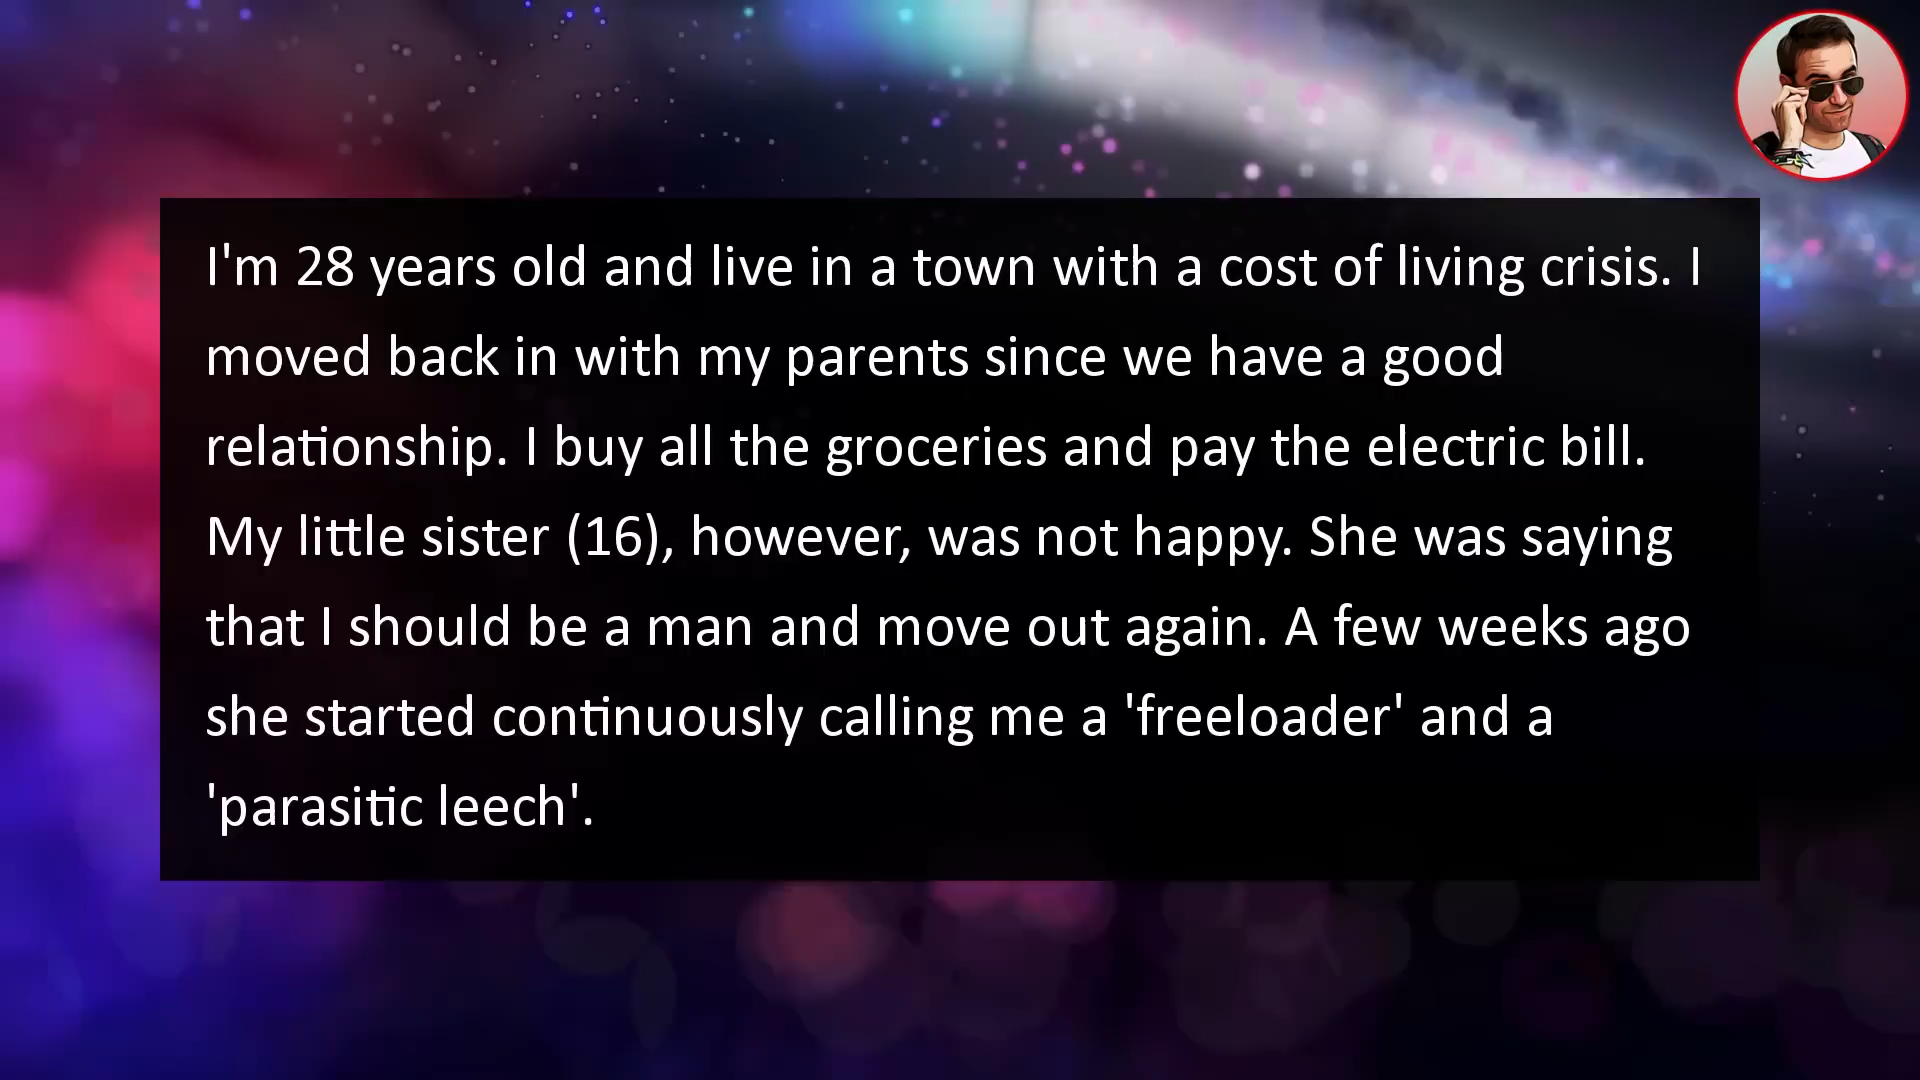 I'm 28 years old and live in a town with a cost of living crisis. I
moved back in with my parents since we have a good
relationship. I buy all the groceries and pay the electric bill.
My little sister (16), however, was not happy. She was saying
that I should be a man and move out again. A few weeks ago
she started continuously calling me a 'freeloader' and a
'parasitic leech'.